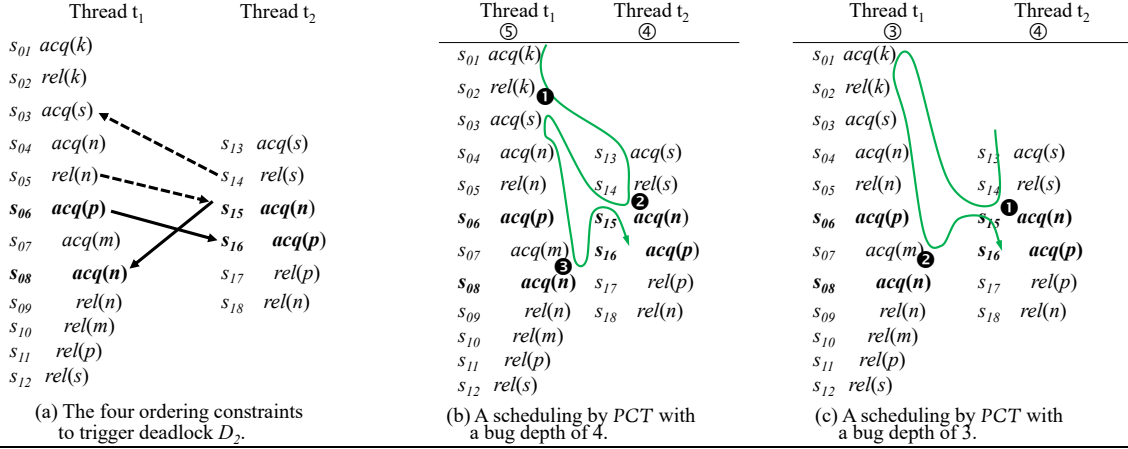 Thread t₁ Thread t₂
s₀₁ acq(k)
s₀₂ rel(k)
s₀₃ acq(s)
s₀₄ acq(n) s₁₃ acq(s)
s₀₅ rel(n) s₁₄ rel(s)
s₀₆ acq(p) s₁₅ acq(n)
s₀₇ acq(m) s₁₆ acq(p)
s₀₈ acq(n) s₁₇ rel(p)
s₀₉ rel(n) s₁₈ rel(n)
s₁₀ rel(m)
s₁₁ rel(p)
s₁₂ rel(s)
(a) The four ordering constraints
to trigger deadlock D₂.
Thread t₁ Thread t₂
⑤ ④
s₀₁ acq(k)
s₀₂ rel(k) ❶
s₀₃ acq(s)
s₀₄ acq(n) s₁₃ acq(s)
s₀₅ rel(n) s₁₄ rel(s) ❷
s₀₆ acq(p) s₁₅ acq(n)
s₀₇ acq(m) ❸ s₁₆ acq(p)
s₀₈ acq(n) s₁₇ rel(p)
s₀₉ rel(n) s₁₈ rel(n)
s₁₀ rel(m)
s₁₁ rel(p)
s₁₂ rel(s)
(b) A scheduling by PCT with
a bug depth of 4.
Thread t₁ Thread t₂
③ ④
s₀₁ acq(k)
s₀₂ rel(k)
s₀₃ acq(s)
s₀₄ acq(n) s₁₃ acq(s)
s₀₅ rel(n) s₁₄ rel(s) ❶
s₀₆ acq(p) s₁₅ acq(n)
s₀₇ acq(m) ❷ s₁₆ acq(p)
s₀₈ acq(n) s₁₇ rel(p)
s₀₉ rel(n) s₁₈ rel(n)
s₁₀ rel(m)
s₁₁ rel(p)
s₁₂ rel(s)
(c) A scheduling by PCT with
a bug depth of 3.